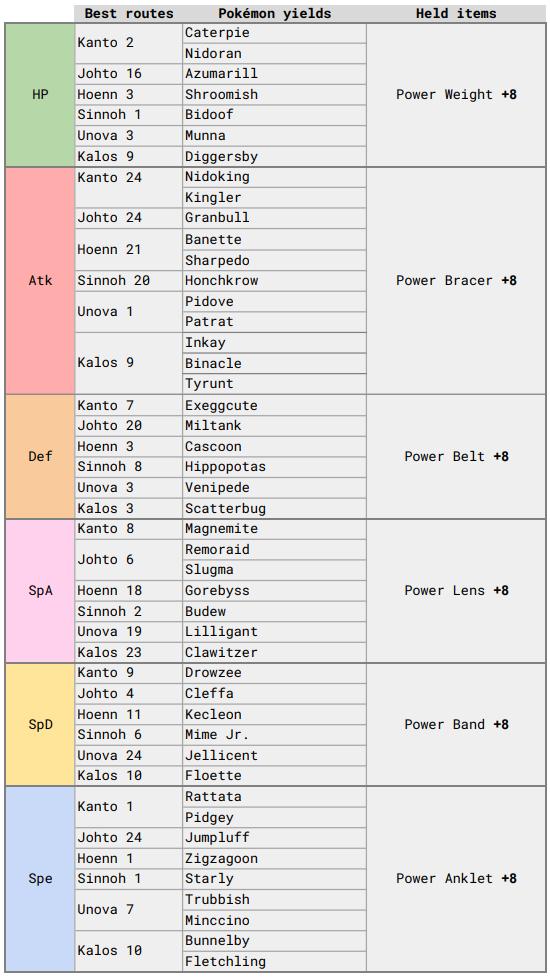 Best routes Pokémon yields Held items
HP Kanto 2 Caterpie Power Weight +8
Nidoran
Johto 16 Azumarill
Hoenn 3 Shroomish
Sinnoh 1 Bidoof
Unova 3 Munna
Kalos 9 Diggersby
Atk Kanto 24 Nidoking Power Bracer +8
Kingler
Johto 24 Granbull
Hoenn 21 Banette
Sharpedo
Sinnoh 20 Honchkrow
Unova 1 Pidove
Patrat
Kalos 9 Inkay
Binacle
Tyrunt
Def Kanto 7 Exeggcute Power Belt +8
Johto 20 Miltank
Hoenn 3 Cascoon
Sinnoh 8 Hippopotas
Unova 3 Venipede
Kalos 3 Scatterbug
SpA Kanto 8 Magnemite Power Lens +8
Johto 6 Remoraid
Slugma
Hoenn 18 Gorebyss
Sinnoh 2 Budew
Unova 19 Lilligant
Kalos 23 Clawitzer
SpD Kanto 9 Drowzee Power Band +8
Johto 4 Cleffa
Hoenn 11 Kecleon
Sinnoh 6 Mime Jr.
Unova 24 Jellicent
Kalos 10 Floette
Spe Kanto 1 Rattata Power Anklet +8
Pidgey
Johto 24 Jumpluff
Hoenn 1 Zigzagoon
Sinnoh 1 Starly
Unova 7 Trubbish
Minccino
Kalos 10 Bunnelby
Fletchling